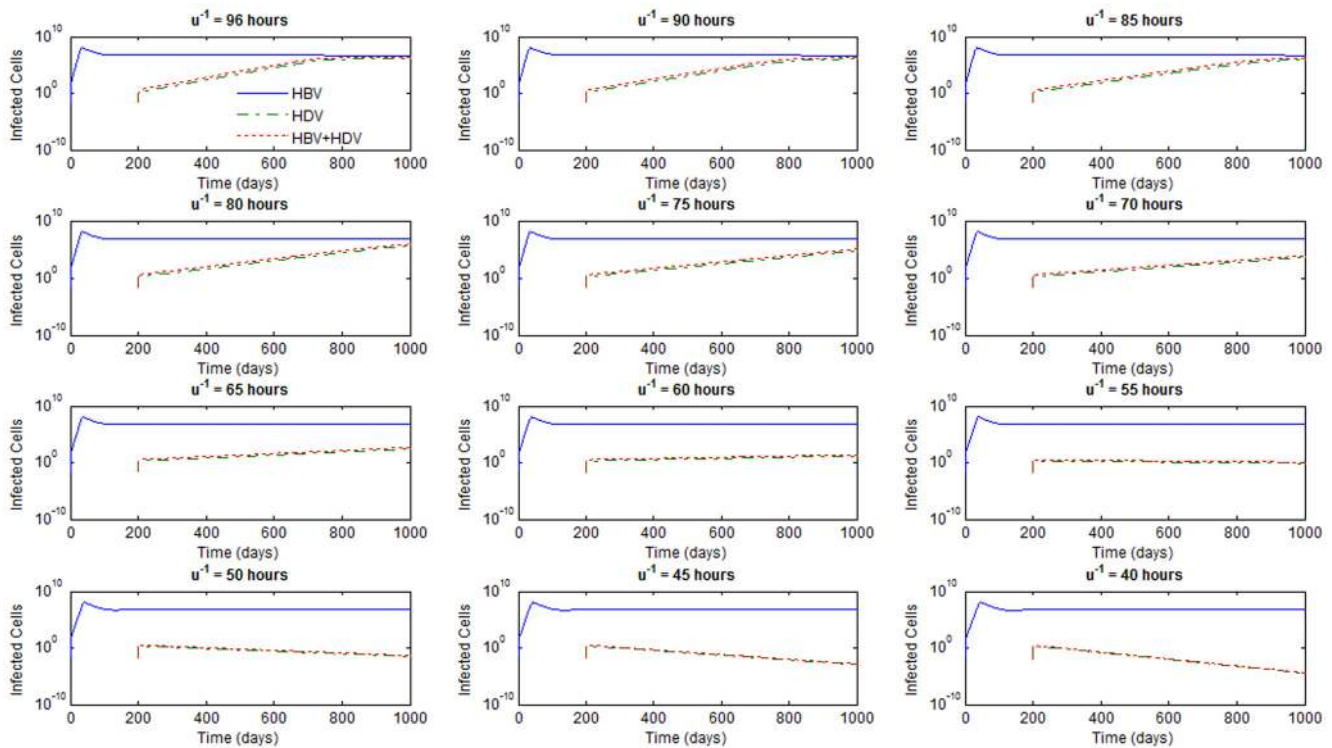 u⁻¹ = 96 hours
Infected Cells
10¹⁰
10⁰
10⁻¹⁰
HBV
HDV
HBV+HDV
0 200 400 600 800 1000
Time (days)
u⁻¹ = 90 hours
Infected Cells
10¹⁰
10⁰
10⁻¹⁰
0 200 400 600 800 1000
Time (days)
u⁻¹ = 85 hours
Infected Cells
10¹⁰
10⁰
10⁻¹⁰
0 200 400 600 800 1000
Time (days)
u⁻¹ = 80 hours
Infected Cells
10¹⁰
10⁰
10⁻¹⁰
0 200 400 600 800 1000
Time (days)
u⁻¹ = 75 hours
Infected Cells
10¹⁰
10⁰
10⁻¹⁰
0 200 400 600 800 1000
Time (days)
u⁻¹ = 70 hours
Infected Cells
10¹⁰
10⁰
10⁻¹⁰
0 200 400 600 800 1000
Time (days)
u⁻¹ = 65 hours
Infected Cells
10¹⁰
10⁰
10⁻¹⁰
0 200 400 600 800 1000
Time (days)
u⁻¹ = 60 hours
Infected Cells
10¹⁰
10⁰
10⁻¹⁰
0 200 400 600 800 1000
Time (days)
u⁻¹ = 55 hours
Infected Cells
10¹⁰
10⁰
10⁻¹⁰
0 200 400 600 800 1000
Time (days)
u⁻¹ = 50 hours
Infected Cells
10¹⁰
10⁰
10⁻¹⁰
0 200 400 600 800 1000
Time (days)
u⁻¹ = 45 hours
Infected Cells
10¹⁰
10⁰
10⁻¹⁰
0 200 400 600 800 1000
Time (days)
u⁻¹ = 40 hours
Infected Cells
10¹⁰
10⁰
10⁻¹⁰
0 200 400 600 800 1000
Time (days)